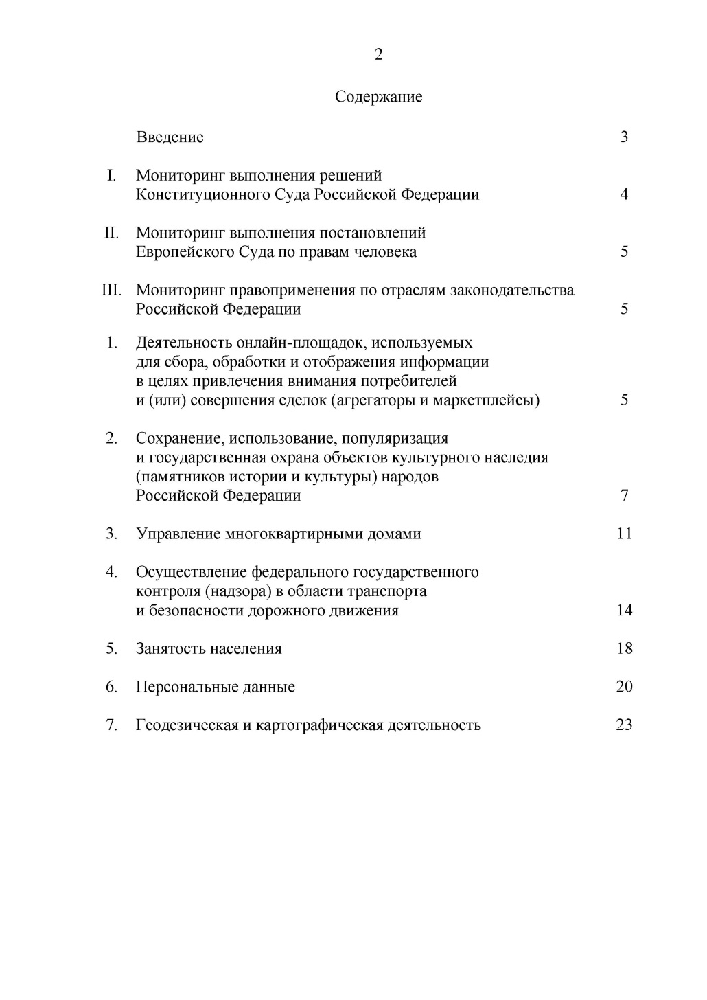 2
Содержание
Введение 3
I. Мониторинг выполнения решений
Конституционного Суда Российской Федерации 4
II. Мониторинг выполнения постановлений
Европейского Суда по правам человека 5
III. Мониторинг правоприменения по отраслям законодательства
Российской Федерации 5
1. Деятельность онлайн-площадок, используемых
для сбора, обработки и отображения информации
в целях привлечения внимания потребителей
и (или) совершения сделок (агрегаторы и маркетплейсы) 5
2. Сохранение, использование, популяризация
и государственная охрана объектов культурного наследия
(памятников истории и культуры) народов
Российской Федерации 7
3. Управление многоквартирными домами 11
4. Осуществление федерального государственного
контроля (надзора) в области транспорта
и безопасности дорожного движения 14
5. Занятость населения 18
6. Персональные данные 20
7. Геодезическая и картографическая деятельность 23